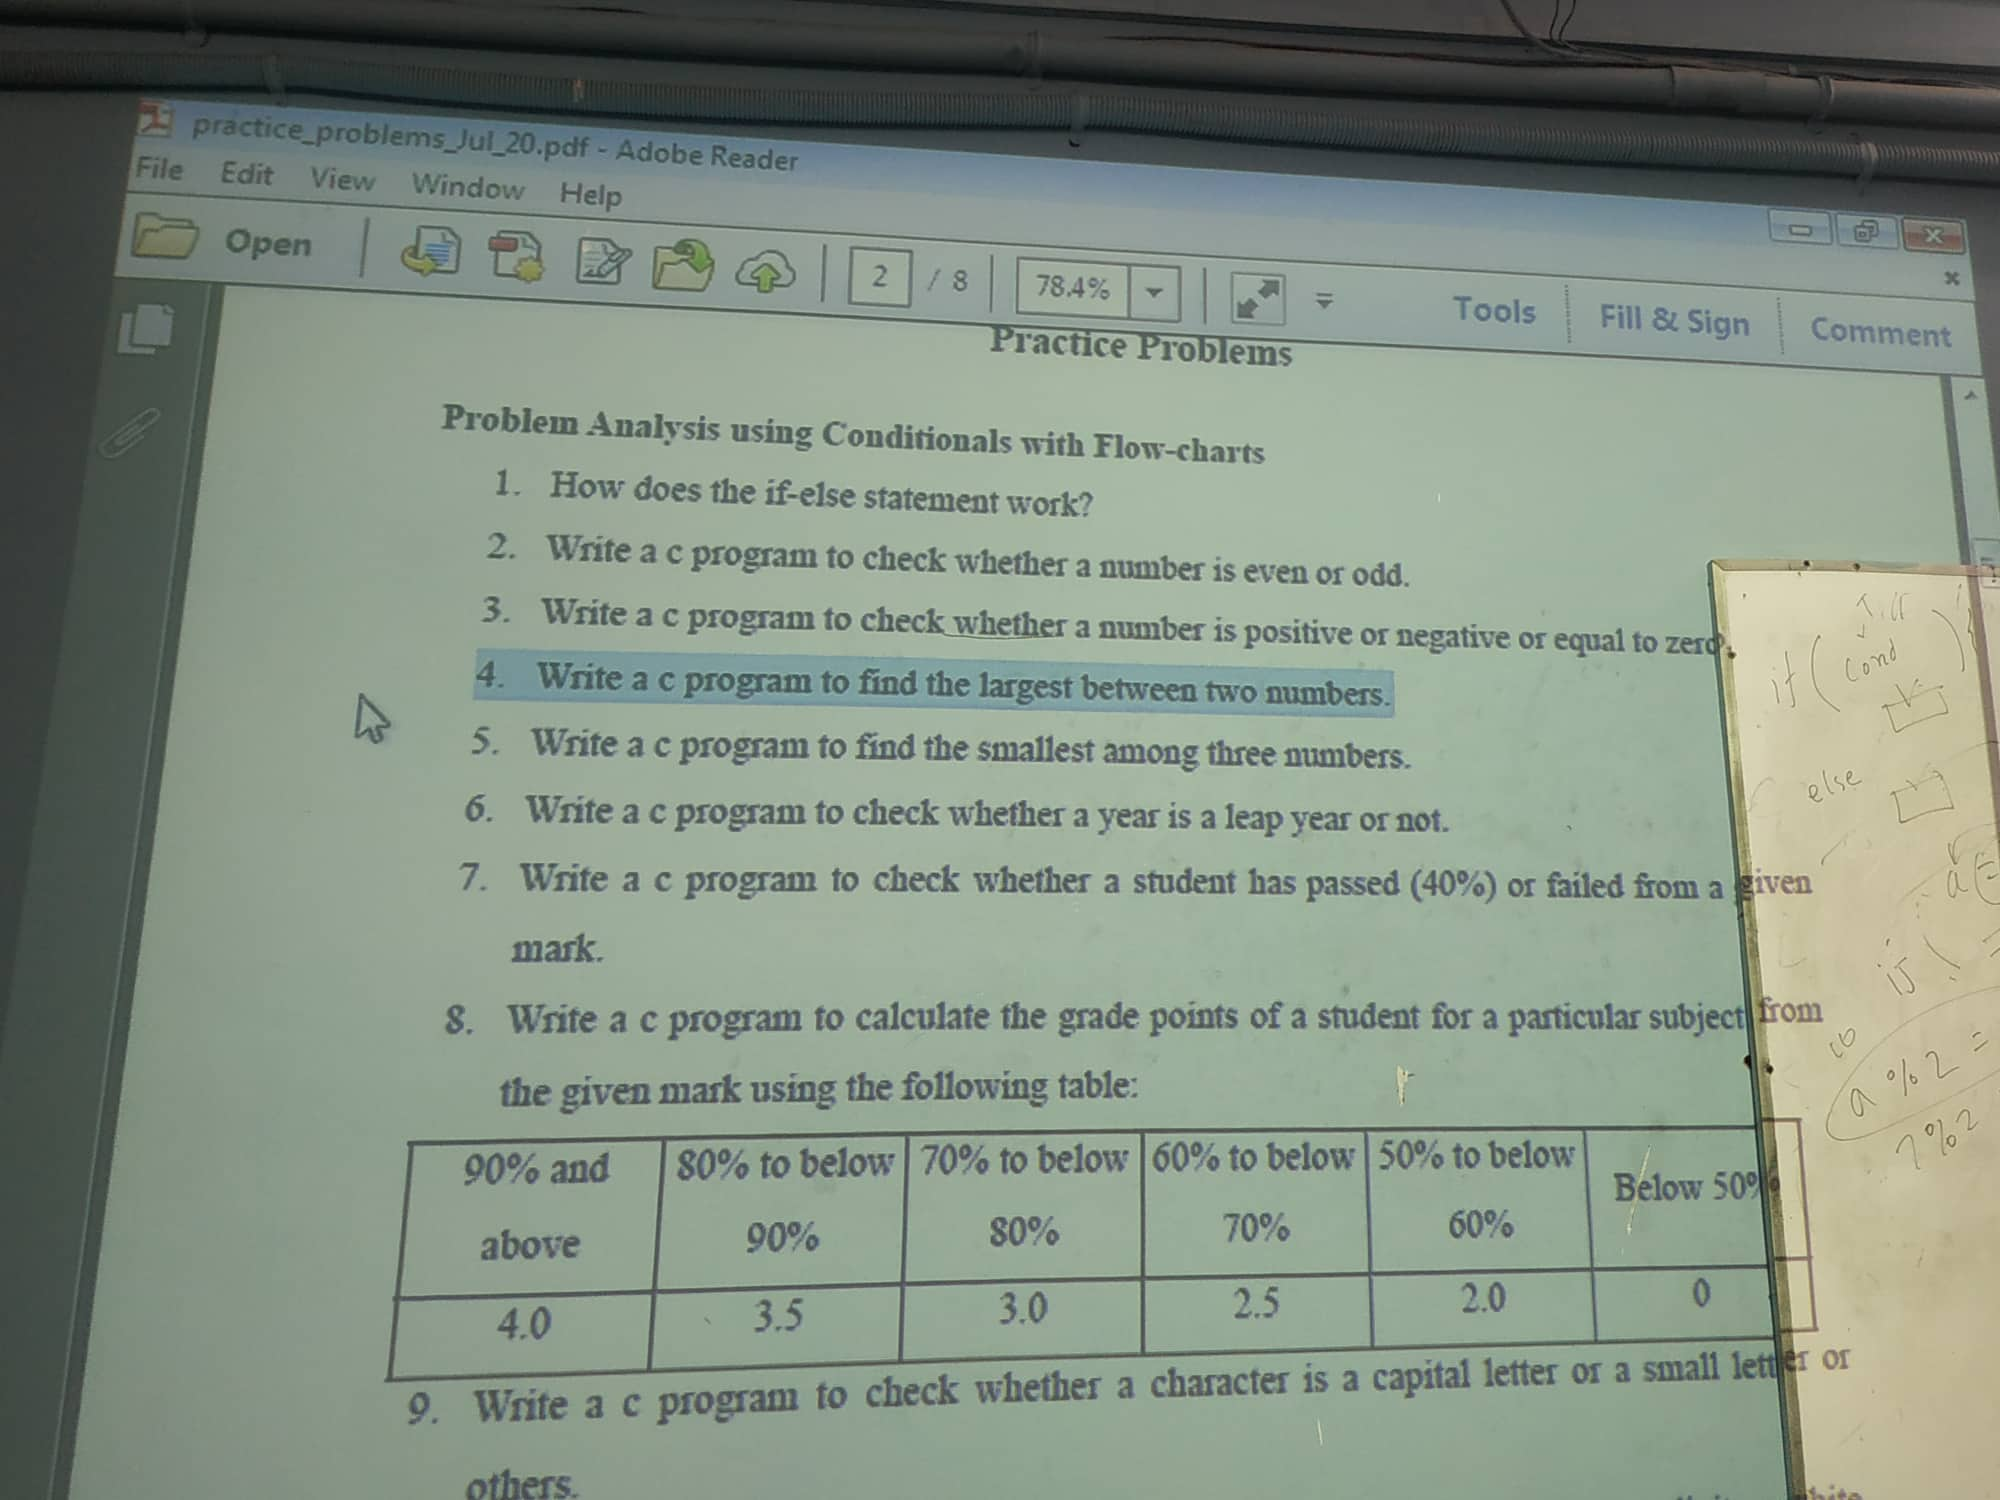 practice_problems_Jul_20.pdf - Adobe Reader
File Edit View Window Help
Open 2 / 8 78.4% Tools Fill & Sign Comment
Practice Problems
Problem Analysis using Conditionals with Flow-charts
1. How does the if-else statement work?
2. Write a c program to check whether a number is even or odd.
3. Write a c program to check whether a number is positive or negative or equal to zero.
4. Write a c program to find the largest between two numbers.
5. Write a c program to find the smallest among three numbers.
6. Write a c program to check whether a year is a leap year or not.
7. Write a c program to check whether a student has passed (40%) or failed from a given
mark.
8. Write a c program to calculate the grade points of a student for a particular subject from
the given mark using the following table:
90% and 80% to below 70% to below 60% to below 50% to below Below 50%
above 90% 80% 70% 60%
4.0 3.5 3.0 2.5 2.0 0
9. Write a c program to check whether a character is a capital letter or a small letter or
others.
if ( cond ) {
else
if (
a % 2 =
7 % 2